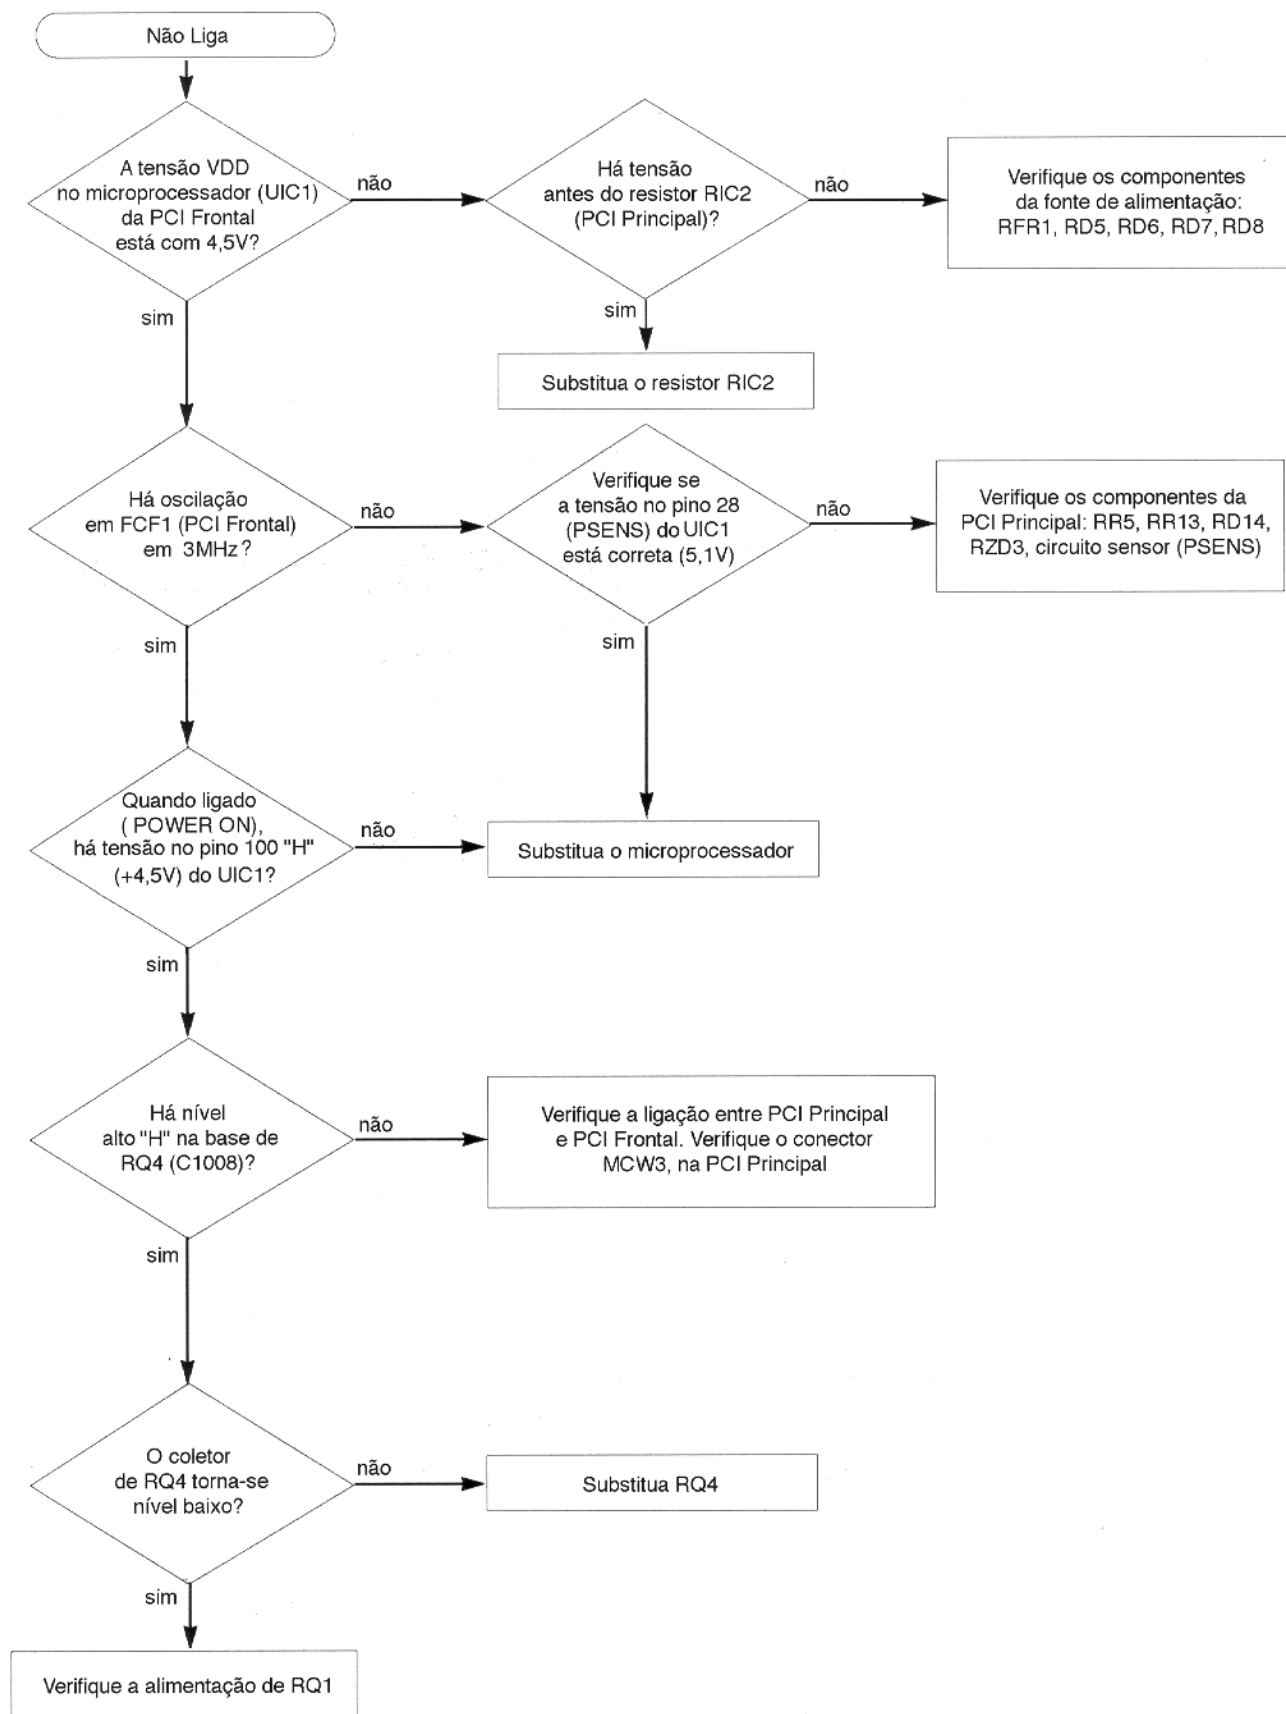 Não Liga
A tensão VDD
no microprocessador (UIC1)
da PCI Frontal
está com 4,5V?
não
Há tensão
antes do resistor RIC2
(PCI Principal)?
não
Verifique os componentes
da fonte de alimentação:
RFR1, RD5, RD6, RD7, RD8
sim
sim
Substitua o resistor RIC2
Há oscilação
em FCF1 (PCI Frontal)
em 3MHz?
não
Verifique se
a tensão no pino 28
(PSENS) do UIC1
está correta (5,1V)
não
Verifique os componentes da
PCI Principal: RR5, RR13, RD14,
RZD3, circuito sensor (PSENS)
sim
sim
Quando ligado
( POWER ON),
há tensão no pino 100 "H"
(+4,5V) do UIC1?
não
Substitua o microprocessador
sim
Há nível
alto "H" na base de
RQ4 (C1008)?
não
Verifique a ligação entre PCI Principal
e PCI Frontal. Verifique o conector
MCW3, na PCI Principal
sim
O coletor
de RQ4 torna-se
nível baixo?
não
Substitua RQ4
sim
Verifique a alimentação de RQ1